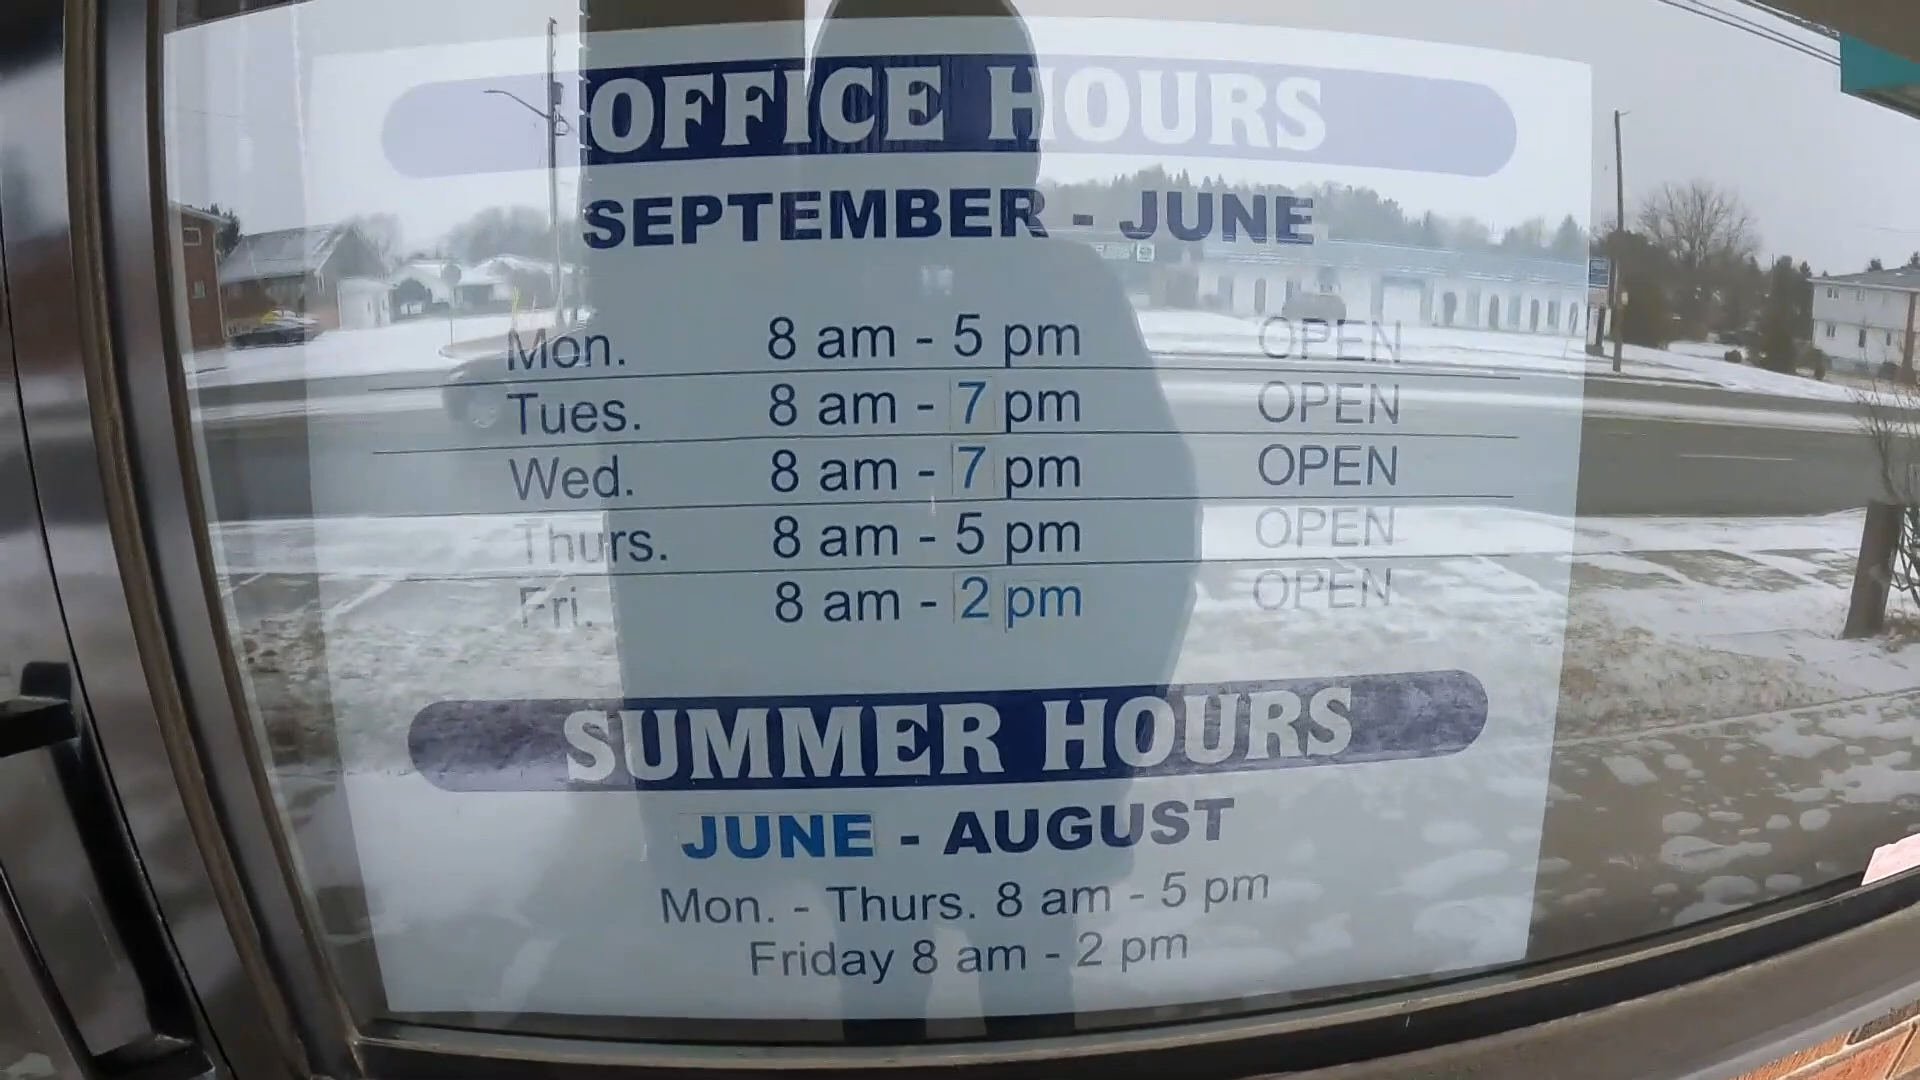 OFFICE HOURS
SEPTEMBER - JUNE
Mon. 8 am - 5 pm OPEN
Tues. 8 am - 7 pm OPEN
Wed. 8 am - 7 pm OPEN
Thurs. 8 am - 5 pm OPEN
Fri. 8 am - 2 pm OPEN
SUMMER HOURS
JUNE - AUGUST
Mon. - Thurs. 8 am - 5 pm
Friday 8 am - 2 pm